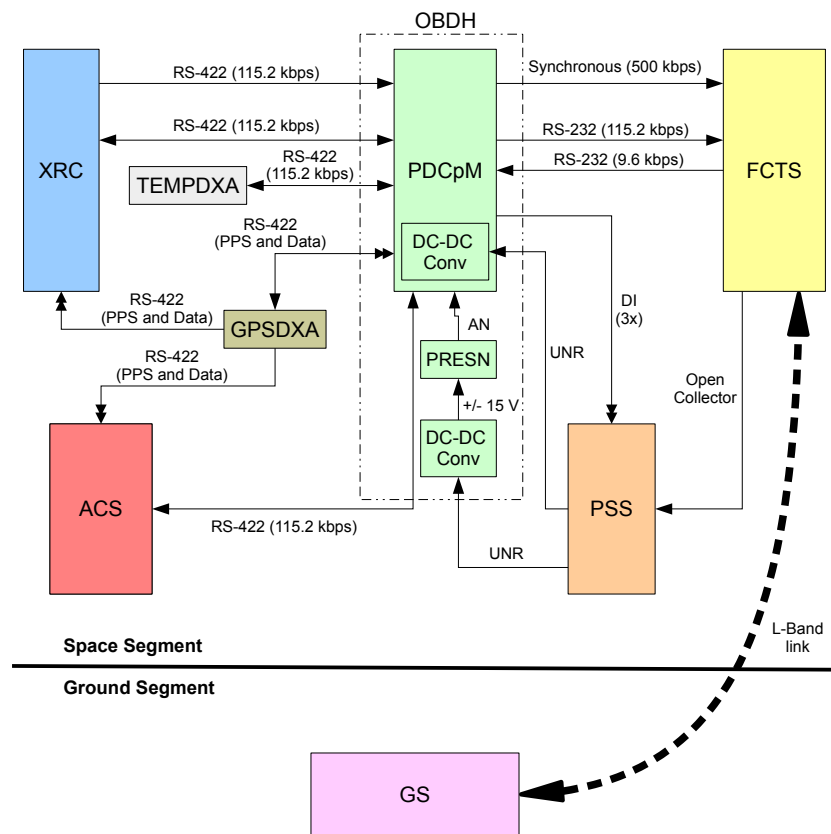 OBDH
RS-422 (115.2 kbps)
Synchronous (500 kbps)
RS-422 (115.2 kbps)
RS-232 (115.2 kbps)
XRC
RS-422
(115.2 kbps)
PDCpM
RS-232 (9.6 kbps)
FCTS
TEMPDXA
RS-422
(PPS and Data)
DC-DC
Conv
RS-422
(PPS and Data)
GPSDXA
DI
(3x)
AN
RS-422
(PPS and Data)
PRESN
UNR
Open
Collector
+/- 15 V
DC-DC
Conv
ACS
PSS
RS-422 (115.2 kbps)
UNR
Space Segment
L-Band
link
Ground Segment
GS